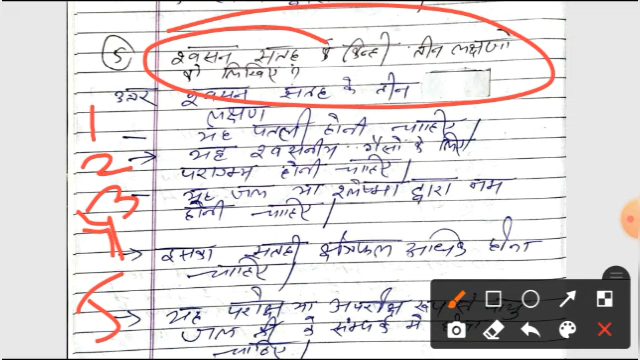 5 श्वसन सतह के किन्ही तीन लक्षणों
को लिखिए ?
उत्तर श्वसन सतह के तीन
लक्षण
1 – यह पतली होनी चाहिए।
2 → यह श्वसनीय गैसों के लिए
पारागम्य होनी चाहिए।
3 – यह जल या श्लेष्मा द्वारा नम
होनी चाहिए।
4 → इसका सतही क्षेत्रफल अधिक होना
चाहिए।
5 → यह परोक्ष या अपरोक्ष रूप से वायु
जल के संपर्क में होना
चाहिए।